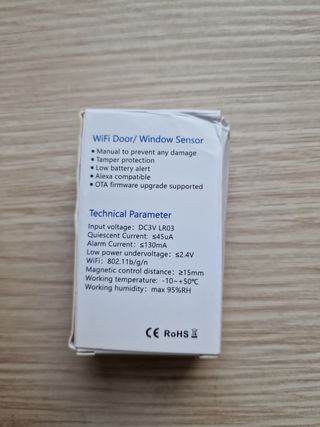 WiFi Door/ Window Sensor
● Manual to prevent any damage
● Tamper protection
● Low battery alert
● Alexa compatible
● OTA firmware upgrade supported
Technical Parameter
Input voltage: DC3V LR03
Quiescent Current: ≤45uA
Alarm Current: ≤130mA
Low power undervoltage: ≤2.4V
WiFi: 802.11b/g/n
Magnetic control distance: ≥15mm
Working temperature: -10~+50℃
Working humidity: max 95%RH
CE RoHS